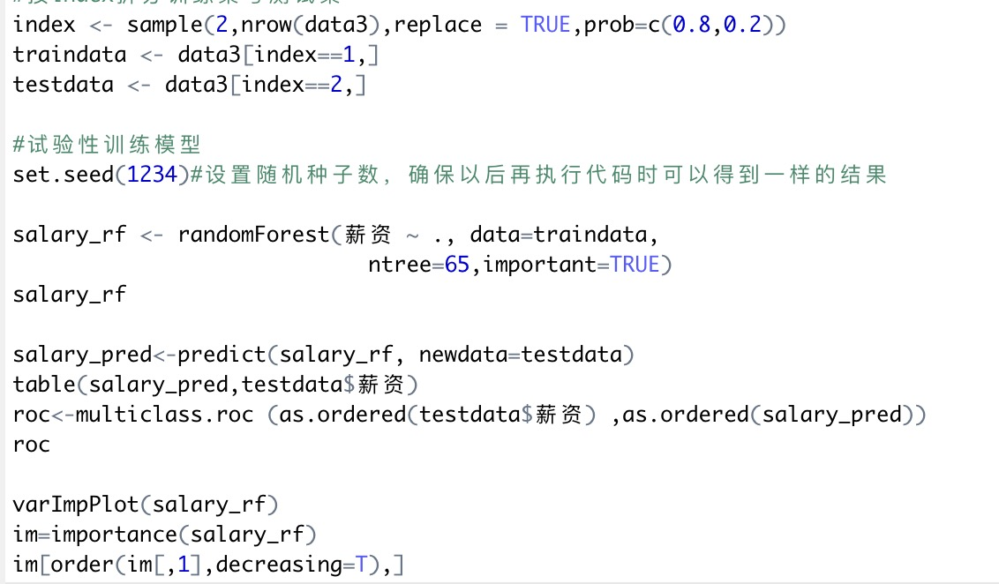 index <- sample(2,nrow(data3),replace = TRUE,prob=c(0.8,0.2))
traindata <- data3[index==1,]
testdata <- data3[index==2,]
#试验性训练模型
set.seed(1234)#设置随机种子数，确保以后再执行代码时可以得到一样的结果
salary_rf <- randomForest(薪资 ~ ., data=traindata,
ntree=65,important=TRUE)
salary_rf
salary_pred<-predict(salary_rf, newdata=testdata)
table(salary_pred,testdata$薪资)
roc<-multiclass.roc (as.ordered(testdata$薪资) ,as.ordered(salary_pred))
roc
varImpPlot(salary_rf)
im=importance(salary_rf)
im[order(im[,1],decreasing=T),]